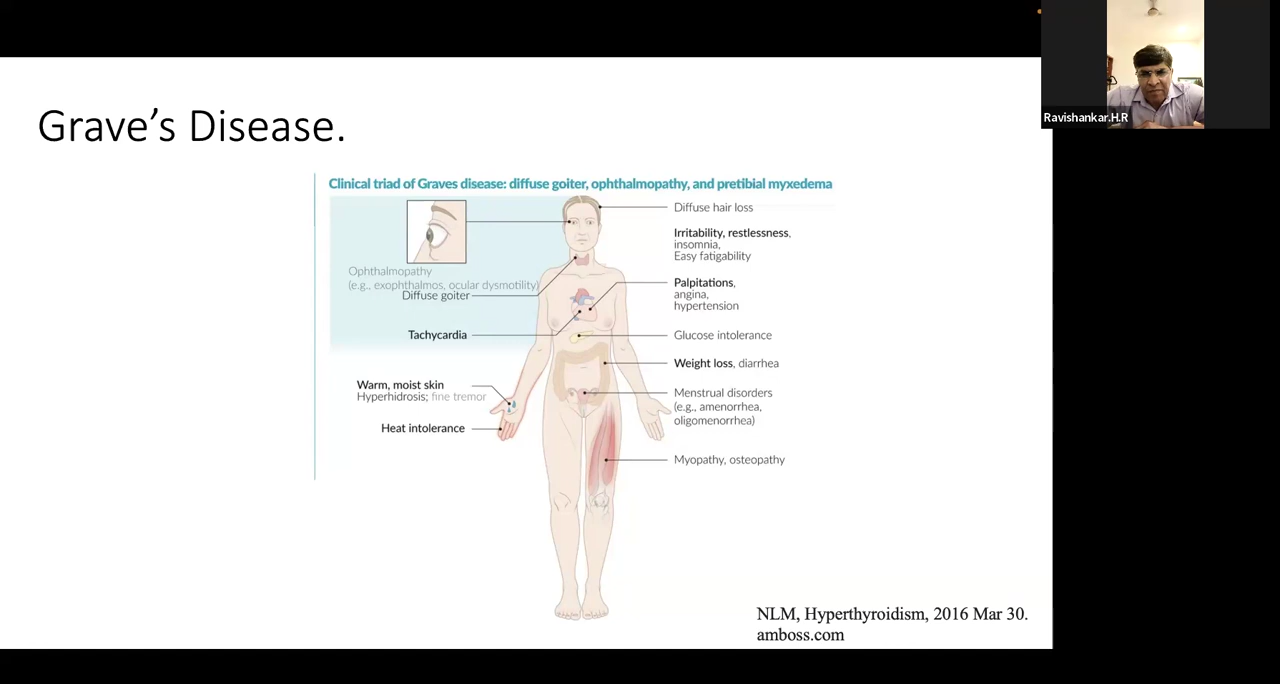 Grave’s Disease.
Ravishankar.H.R
Clinical triad of Graves disease: diffuse goiter, ophthalmopathy, and pretibial myxedema
Ophthalmopathy
(e.g., exophthalmos, ocular dysmotility)
Diffuse goiter
Tachycardia
Warm, moist skin
Hyperhidrosis; fine tremor
Heat intolerance
Diffuse hair loss
Irritability, restlessness,
insomnia,
Easy fatigability
Palpitations,
angina,
hypertension
Glucose intolerance
Weight loss, diarrhea
Menstrual disorders
(e.g., amenorrhea,
oligomenorrhea)
Myopathy, osteopathy
NLM, Hyperthyroidism, 2016 Mar 30.
amboss.com